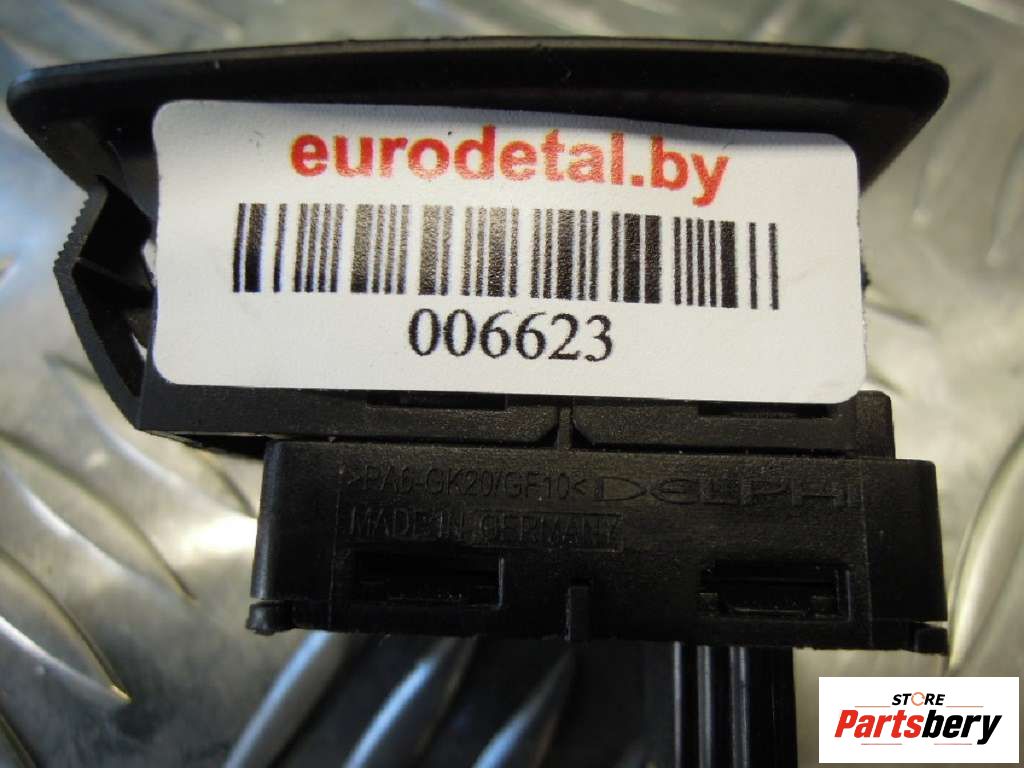 eurodetal.by
006623
>PA6-GK20/GF10< DELPHI
MADE IN GERMANY
STORE
Partsbery